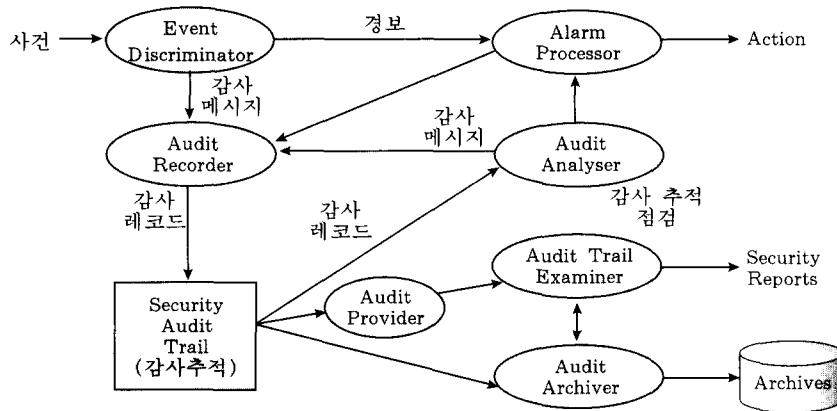 사건
Event
Discriminator
경보
Alarm
Processor
Action
감사
메시지
감사
메시지
Audit
Recorder
Audit
Analyser
감사
레코드
감사
레코드
감사 추적
점검
Audit Trail
Examiner
Security
Reports
Security
Audit
Trail
(감사추적)
Audit
Provider
Audit
Archiver
Archives